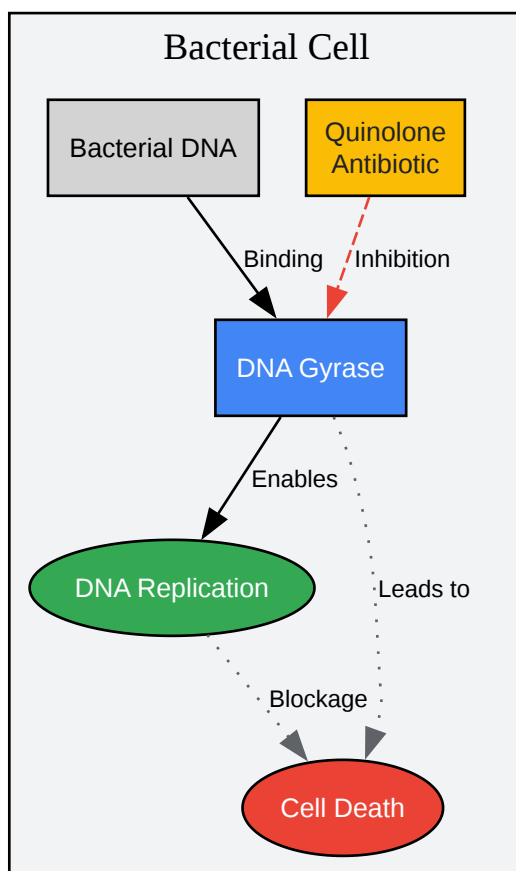 Bacterial Cell
Bacterial DNA
Quinolone
Antibiotic
Binding
Inhibition
DNA Gyrase
Enables
DNA Replication
Leads to
Blockage
Cell Death